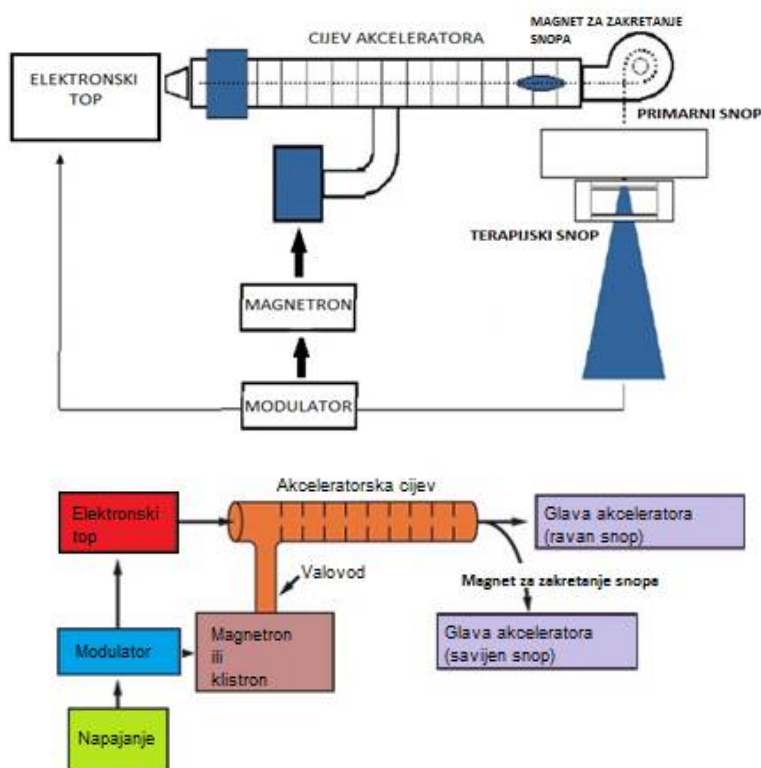 MAGNET ZA ZAKRETANJE
SNOPA
CIJEV AKCELERATORA
ELEKTRONSKI
TOP
PRIMARNI SNOP
TERAPIJSKI SNOP
MAGNETRON
MODULATOR
Akceleratorska cijev
Elektronski
top
Glava akceleratora
(ravan snop)
Valovod
Magnet za zakretanje snopa
Magnetron
ili
klistron
Modulator
Glava akceleratora
(savijen snop)
Napajanje